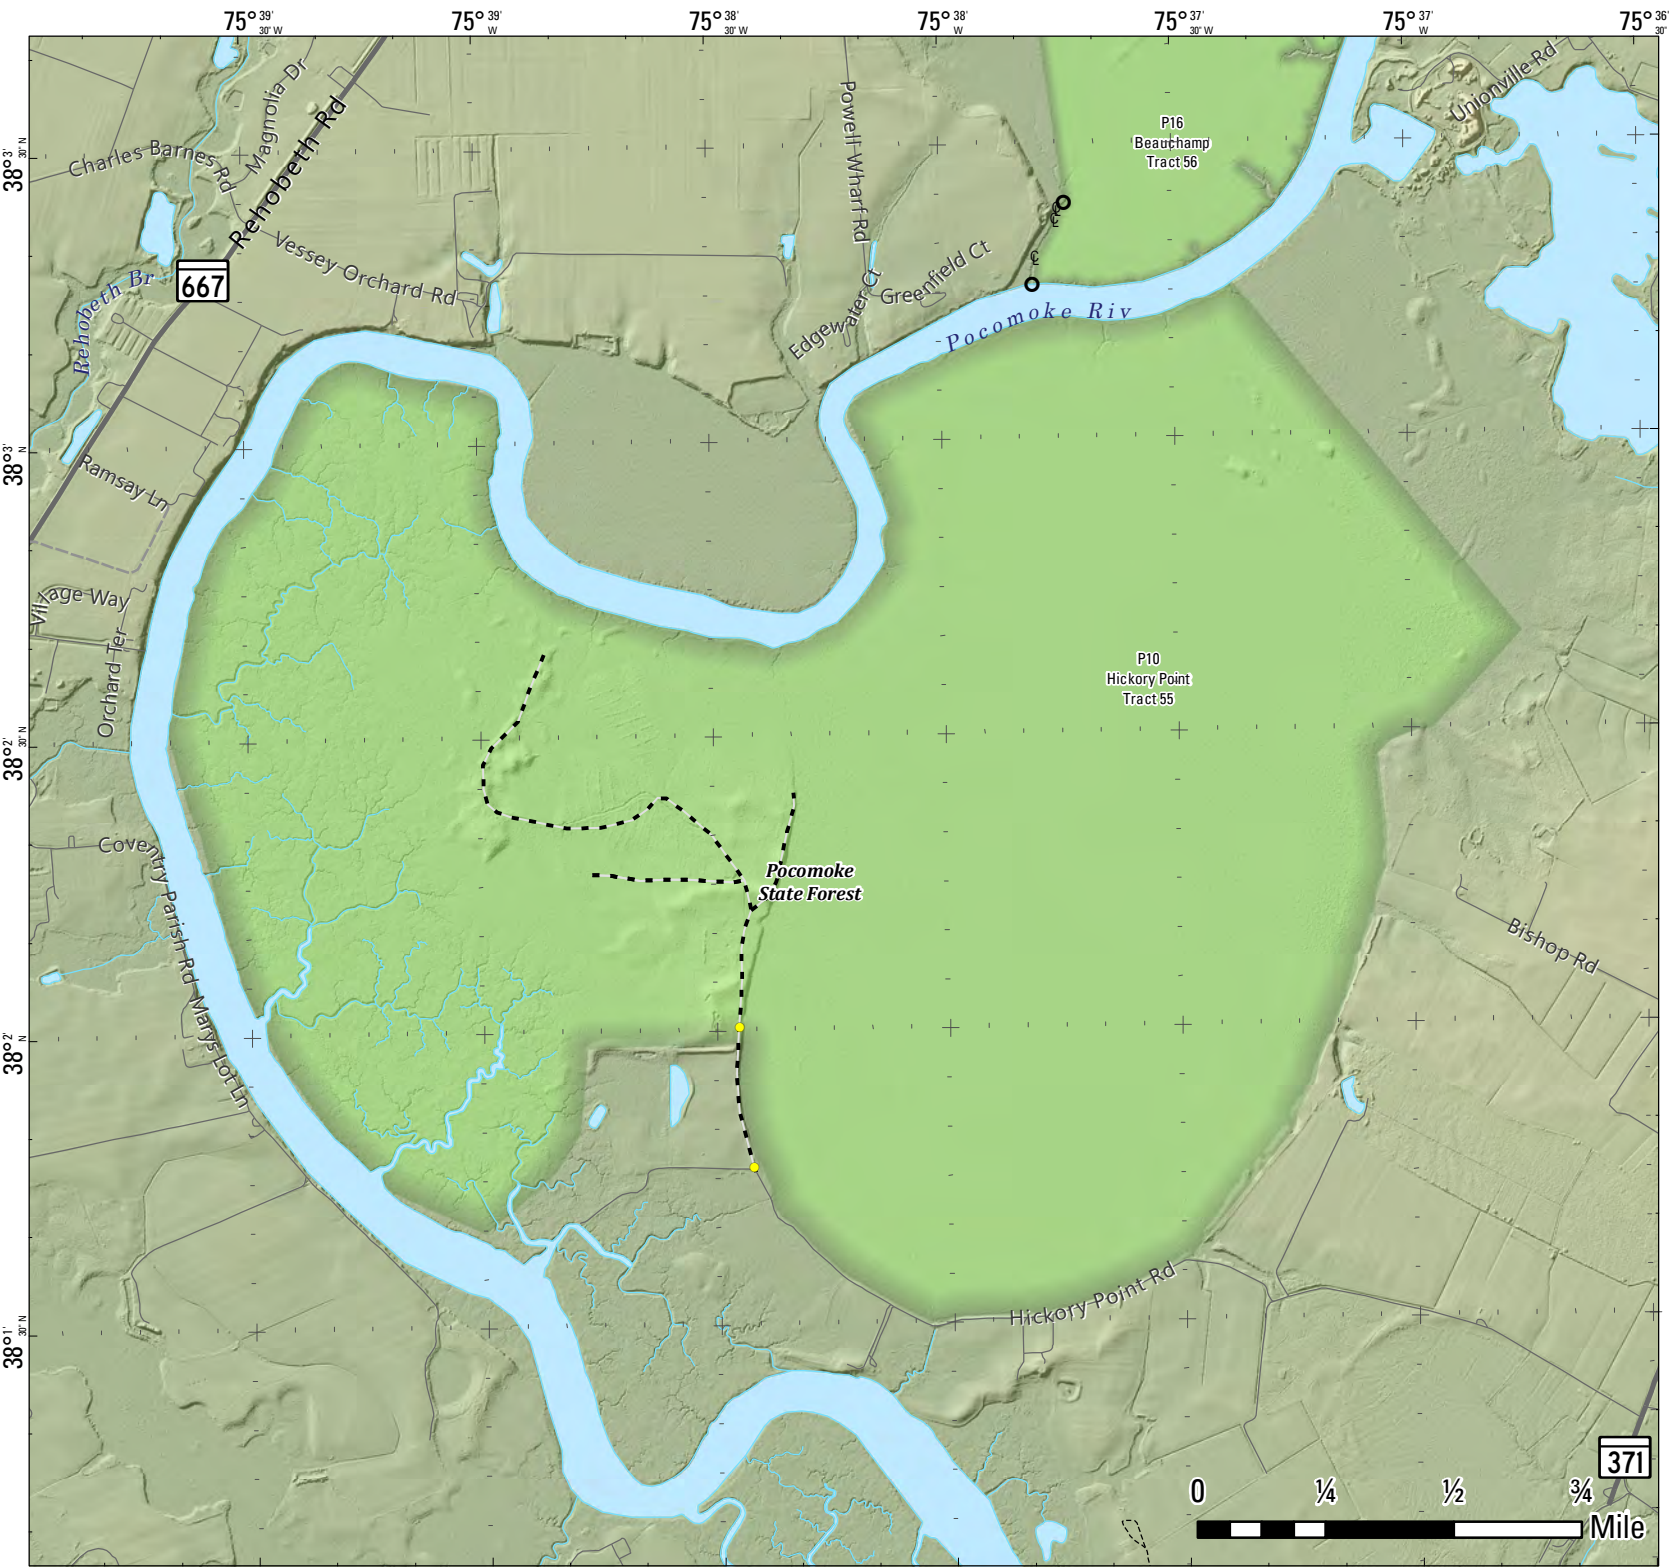 75°39' 30" W
75°39' W
75°38' 30" W
75°38' W
75°37' 30" W
75°37' W
75°36' 30"
38°3' 30" N
38°3' N
38°2' 30" N
38°2' N
38°1' 30" N
Unionville Rd
Magnolia Dr
Rehobeth Rd
Charles Barnes Rd
Powell Wharf Rd
P16
Beauchamp
Tract 56
Vessey Orchard Rd
667
Rehobeth Br
Greenfield Ct
Edgewater Ct
Pocomoke Riv
Ramsay Ln
Village Way
Orchard Ter
P10
Hickory Point
Tract 55
Coventry Parish Rd
Pocomoke
State Forest
Bishop Rd
Marys Lot Ln
Hickory Point Rd
371
0 ¼ ½ ¾
Mile